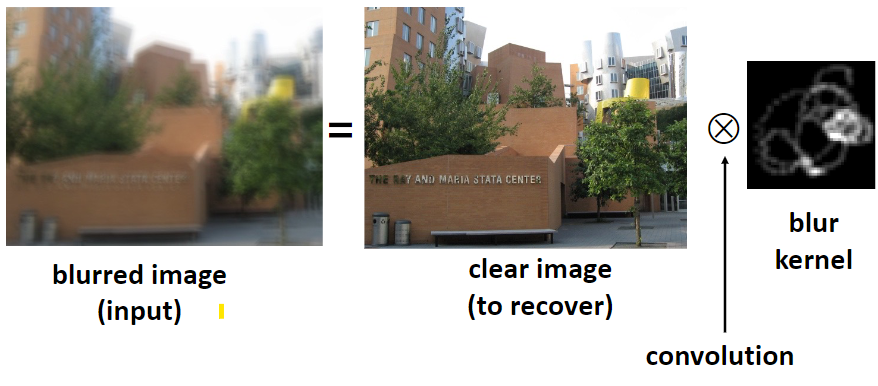 THE RAY AND MARIA STATA CENTER
=
⊗
blurred image
(input)
clear image
(to recover)
blur
kernel
convolution